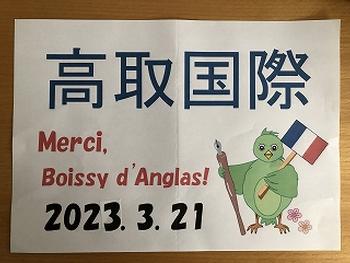 高取国際
Merci,
Boissy d'Anglas!
2023. 3. 21